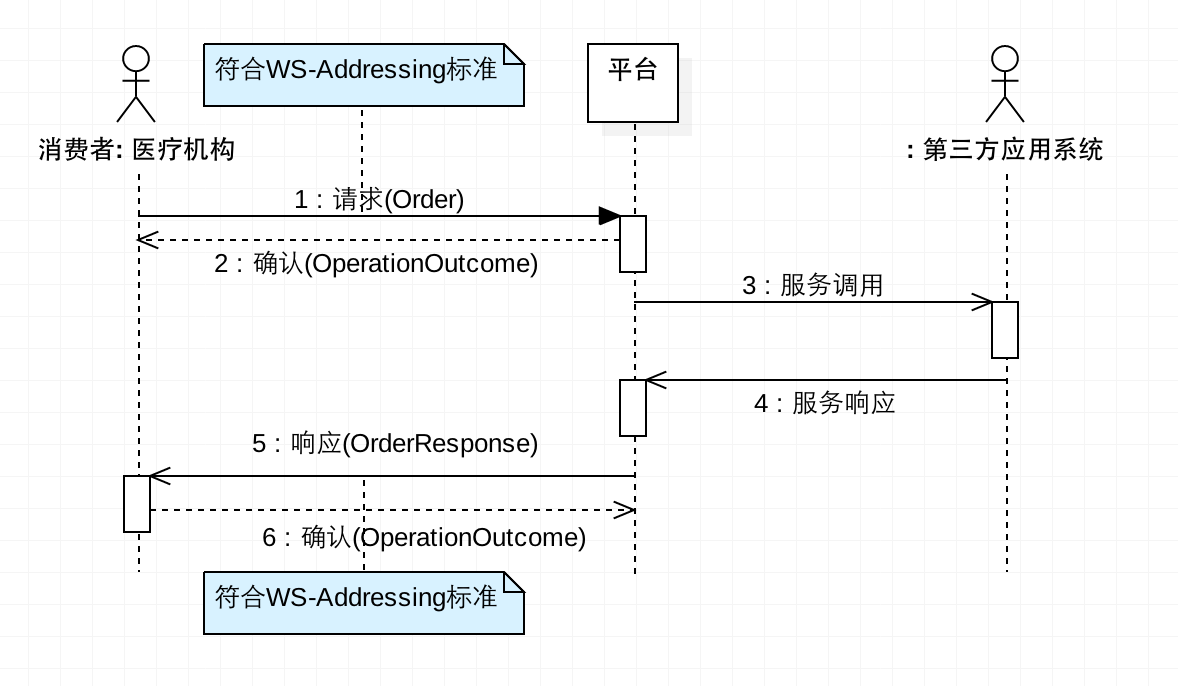 符合WS-Addressing标准
平台
消费者: 医疗机构
: 第三方应用系统
1 : 请求(Order)
2 : 确认(OperationOutcome)
3 : 服务调用
4 : 服务响应
5 : 响应(OrderResponse)
6 : 确认(OperationOutcome)
符合WS-Addressing标准